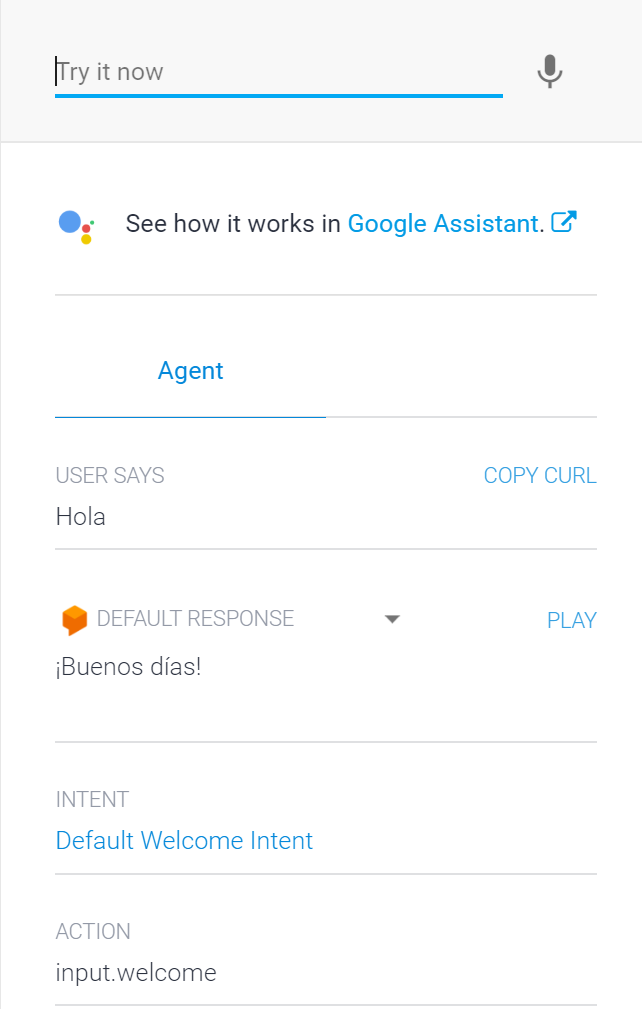 Try it now
See how it works in Google Assistant.
Agent
USER SAYS COPY CURL
Hola
DEFAULT RESPONSE PLAY
¡Buenos días!
INTENT
Default Welcome Intent
ACTION
input.welcome